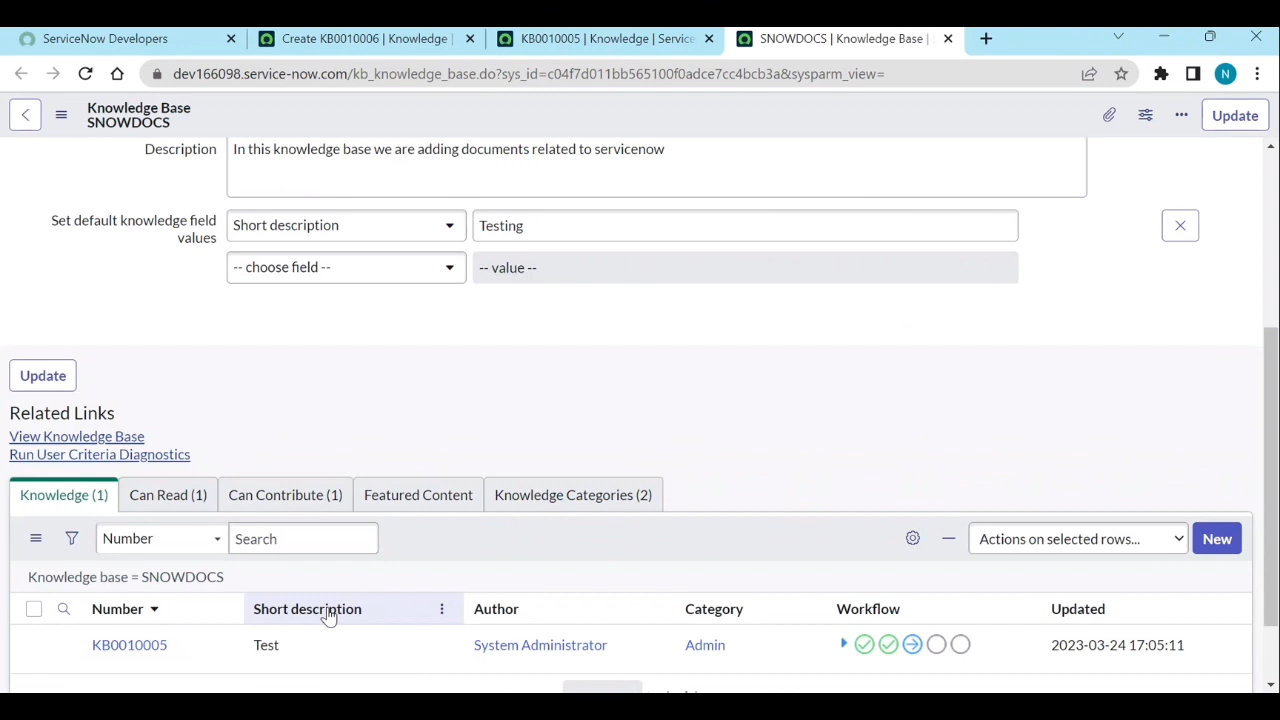 ServiceNow Developers
Create KB0010006 | Knowledge |
KB0010005 | Knowledge | Service
SNOWDOCS | Knowledge Base |
dev166098.service-now.com/kb_knowledge_base.do?sys_id=c04f7d011bb565100f0adce7cc4bcb3a&sysparm_view=
N
Knowledge Base
SNOWDOCS
Update
Description
In this knowledge base we are adding documents related to servicenow
Set default knowledge field
values
Short description
Testing
-- choose field --
-- value --
Update
Related Links
View Knowledge Base
Run User Criteria Diagnostics
Knowledge (1)
Can Read (1)
Can Contribute (1)
Featured Content
Knowledge Categories (2)
Number
Search
Actions on selected rows...
New
Knowledge base = SNOWDOCS
Number
Short description
Author
Category
Workflow
Updated
KB0010005
Test
System Administrator
Admin
2023-03-24 17:05:11